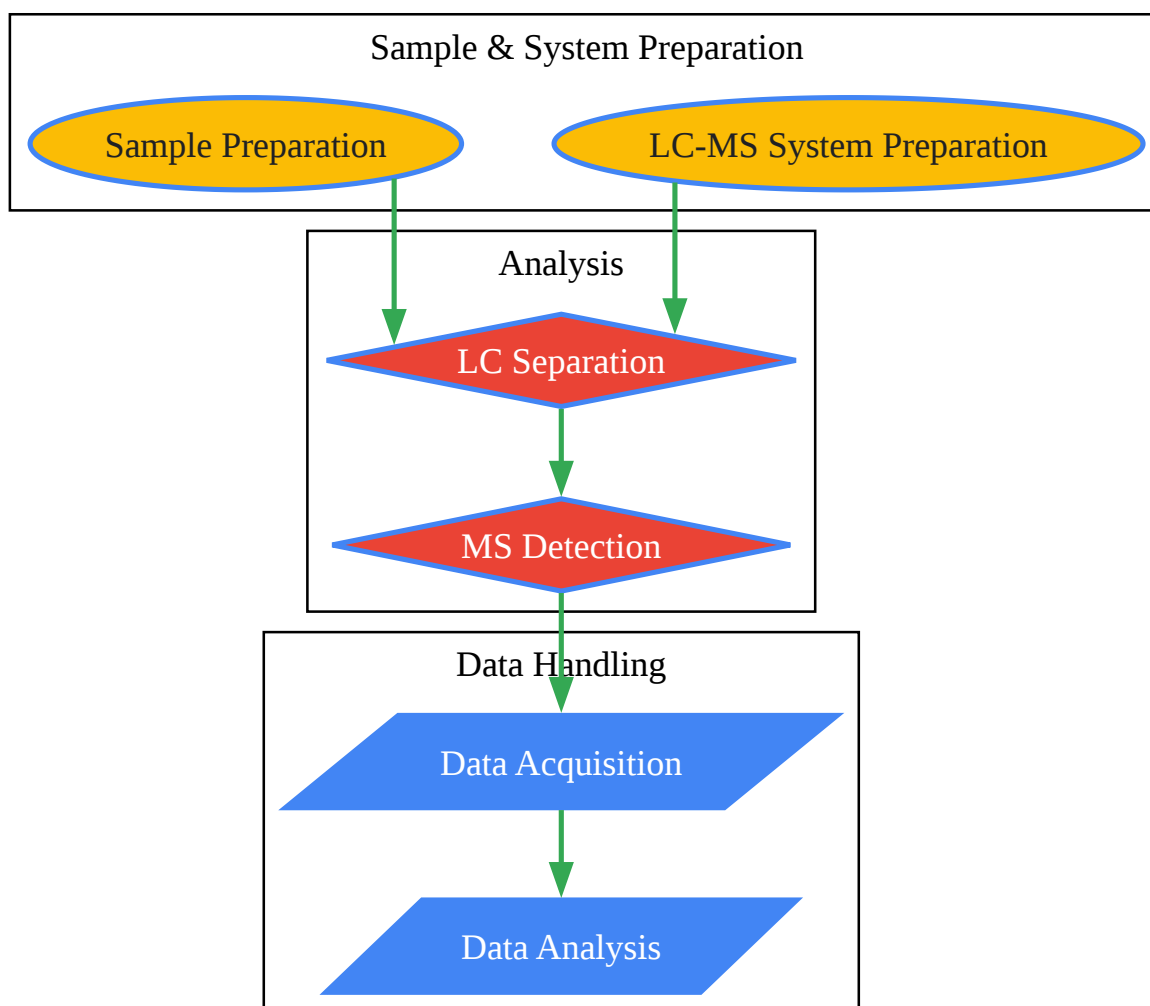 Sample & System Preparation
Sample Preparation
LC-MS System Preparation
Analysis
LC Separation
MS Detection
Data Handling
Data Acquisition
Data Analysis